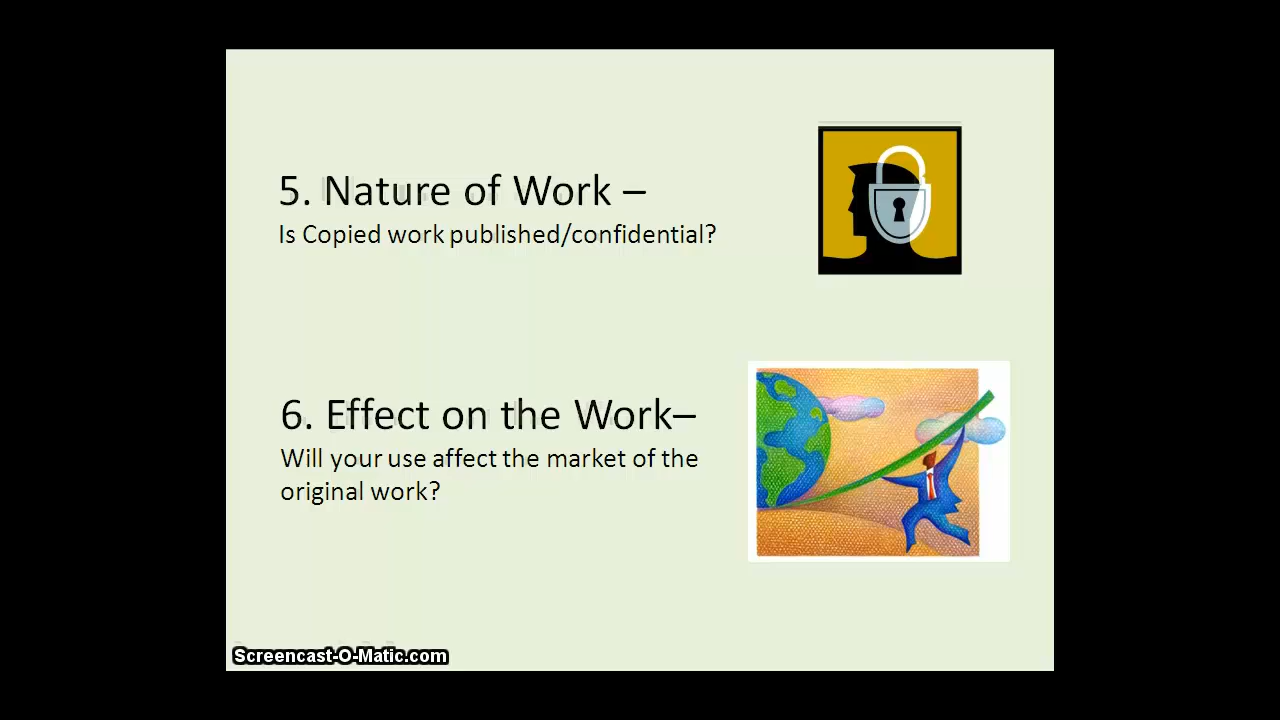 5. Nature of Work –
Is Copied work published/confidential?
6. Effect on the Work–
Will your use affect the market of the
original work?
Screencast-O-Matic.com